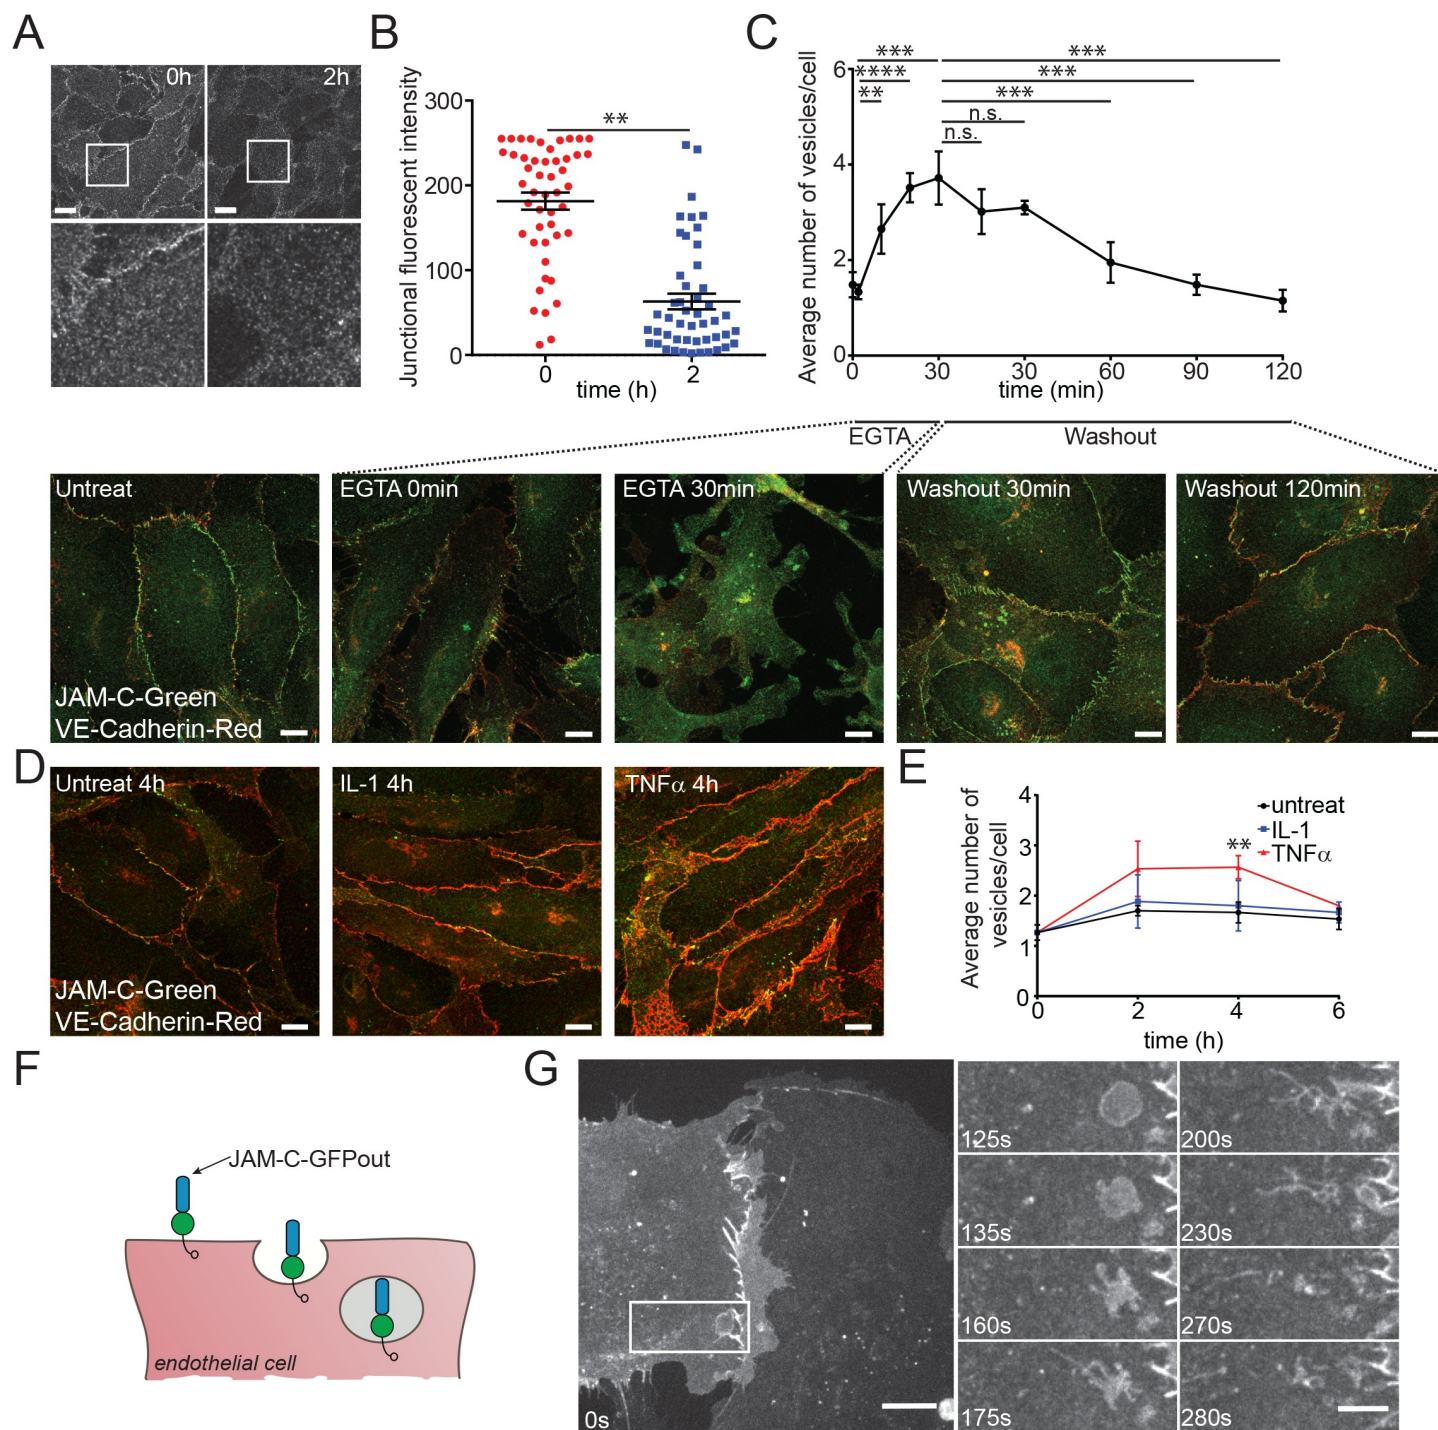 A
0h
2h
B
Junctional fluorescent intensity
300
200
100
0
**
0
2
time (h)
C
Average number of vesicles/cell
6
4
2
0
***
****
**
***
***
***
n.s.
n.s.
0
30
30
60
90
120
time (min)
EGTA
Washout
Untreat
JAM-C-Green
VE-Cadherin-Red
EGTA 0min
EGTA 30min
Washout 30min
Washout 120min
D
Untreat 4h
JAM-C-Green
VE-Cadherin-Red
IL-1 4h
TNFα 4h
E
Average number of
vesicles/cell
4
3
2
1
0
**
untreat
IL-1
TNFα
0
2
4
6
time (h)
F
JAM-C-GFPout
endothelial cell
G
0s
125s
135s
160s
175s
200s
230s
270s
280s